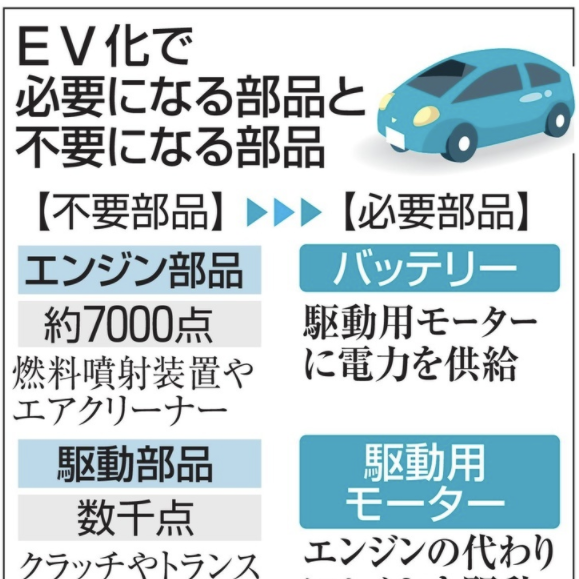 EV化で
必要になる部品と
不要になる部品
【不要部品】▶▶▶【必要部品】
エンジン部品
約7000点
燃料噴射装置や
エアクリーナー
駆動部品
数千点
クラッチやトランス
バッテリー
駆動用モーター
に電力を供給
駆動用
モーター
エンジンの代わり